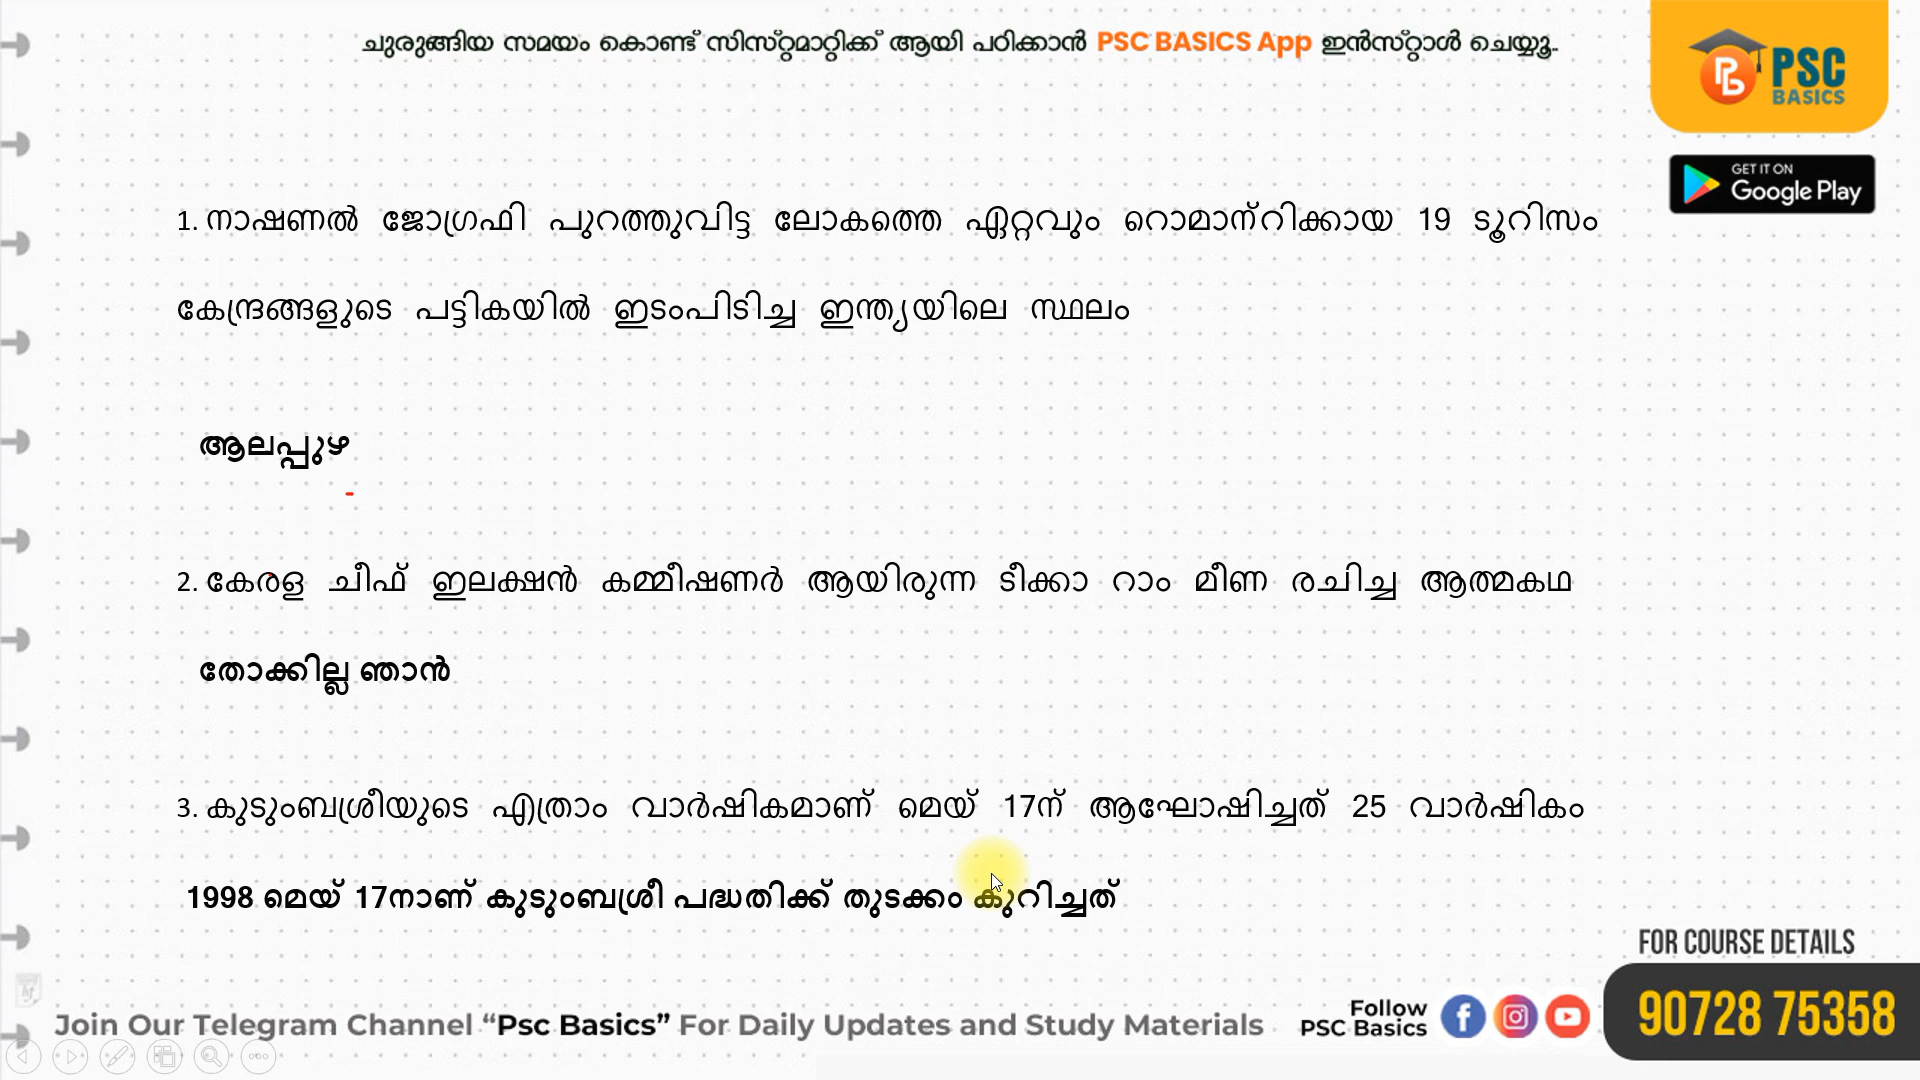 ചുരുങ്ങിയ സമയം കൊണ്ട് സിസ്റ്റമാറ്റിക്ക് ആയി പഠിക്കാൻ PSC BASICS App ഇൻസ്റ്റാൾ ചെയ്യൂ..
PSC
BASICS
GET IT ON
Google Play
1. നാഷണൽ ജോഗ്രഫി പുറത്തുവിട്ട ലോകത്തെ ഏറ്റവും റൊമാന്റിക്കായ 19 ടൂറിസം
കേന്ദ്രങ്ങളുടെ പട്ടികയിൽ ഇടംപിടിച്ച ഇന്ത്യയിലെ സ്ഥലം
ആലപ്പുഴ
2. കേരള ചീഫ് ഇലക്ഷൻ കമ്മീഷണർ ആയിരുന്ന ടീക്കാ റാം മീണ രചിച്ച ആത്മകഥ
തോക്കില്ല ഞാൻ
3. കുടുംബശ്രീയുടെ എത്രാം വാർഷികമാണ് മെയ് 17ന് ആഘോഷിച്ചത് 25 വാർഷികം
1998 മെയ് 17നാണ് കുടുംബശ്രീ പദ്ധതിക്ക് തുടക്കം കുറിച്ചത്
FOR COURSE DETAILS
90728 75358
Join Our Telegram Channel “Psc Basics” For Daily Updates and Study Materials
Follow
PSC Basics